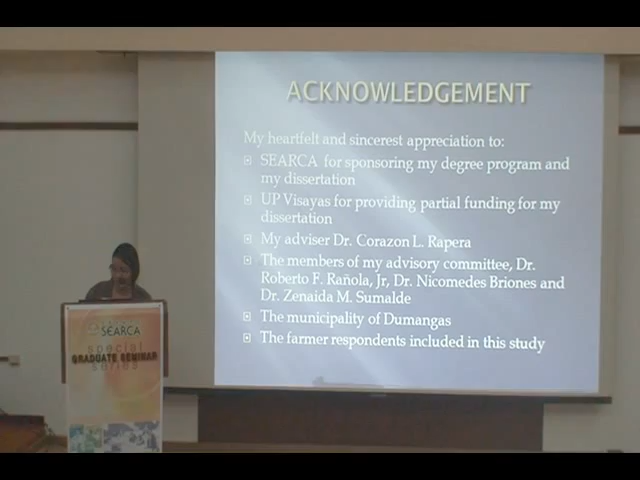 ACKNOWLEDGEMENT
My heartfelt and sincerest appreciation to:
SEARCA for sponsoring my degree program and
my dissertation
UP Visayas for providing partial funding for my
dissertation
My adviser Dr. Corazon L. Rapera
The members of my advisory committee, Dr.
Roberto F. Rañola, Jr, Dr. Nicomedes Briones and
Dr. Zenaida M. Sumalde
The municipality of Dumangas
The farmer respondents included in this study
SEARCA
special
GRADUATE SEMINAR
series